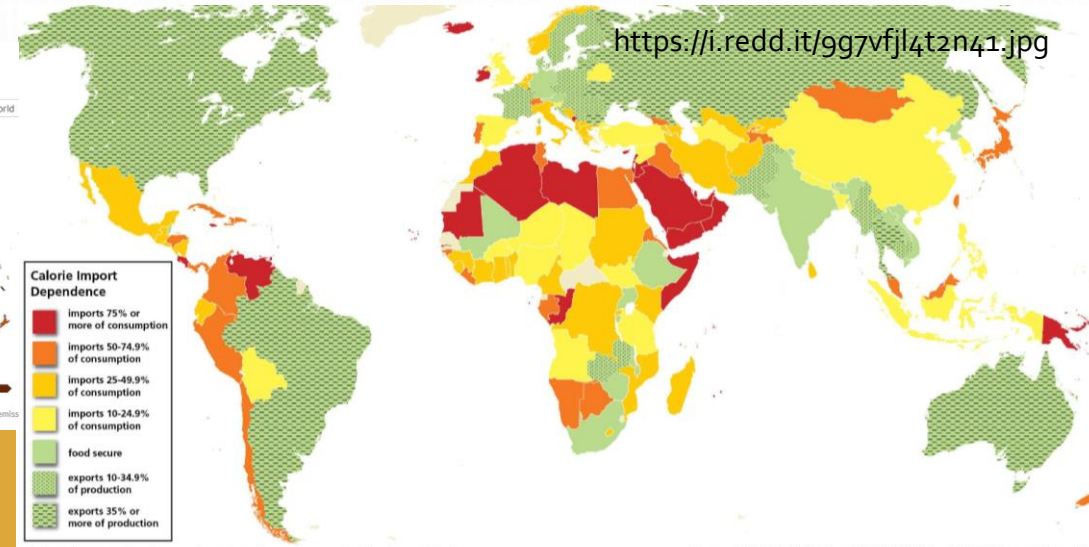 https://i.redd.it/9g7vfjl4t2n41.jpg
orld
Calorie Import
Dependence
imports 75% or
more of consumption
imports 50-74.9%
of consumption
imports 25-49.9%
of consumption
imports 10-24.9%
of consumption
food secure
exports 10-34.9%
of production
exports 35% or
more of production
emiss